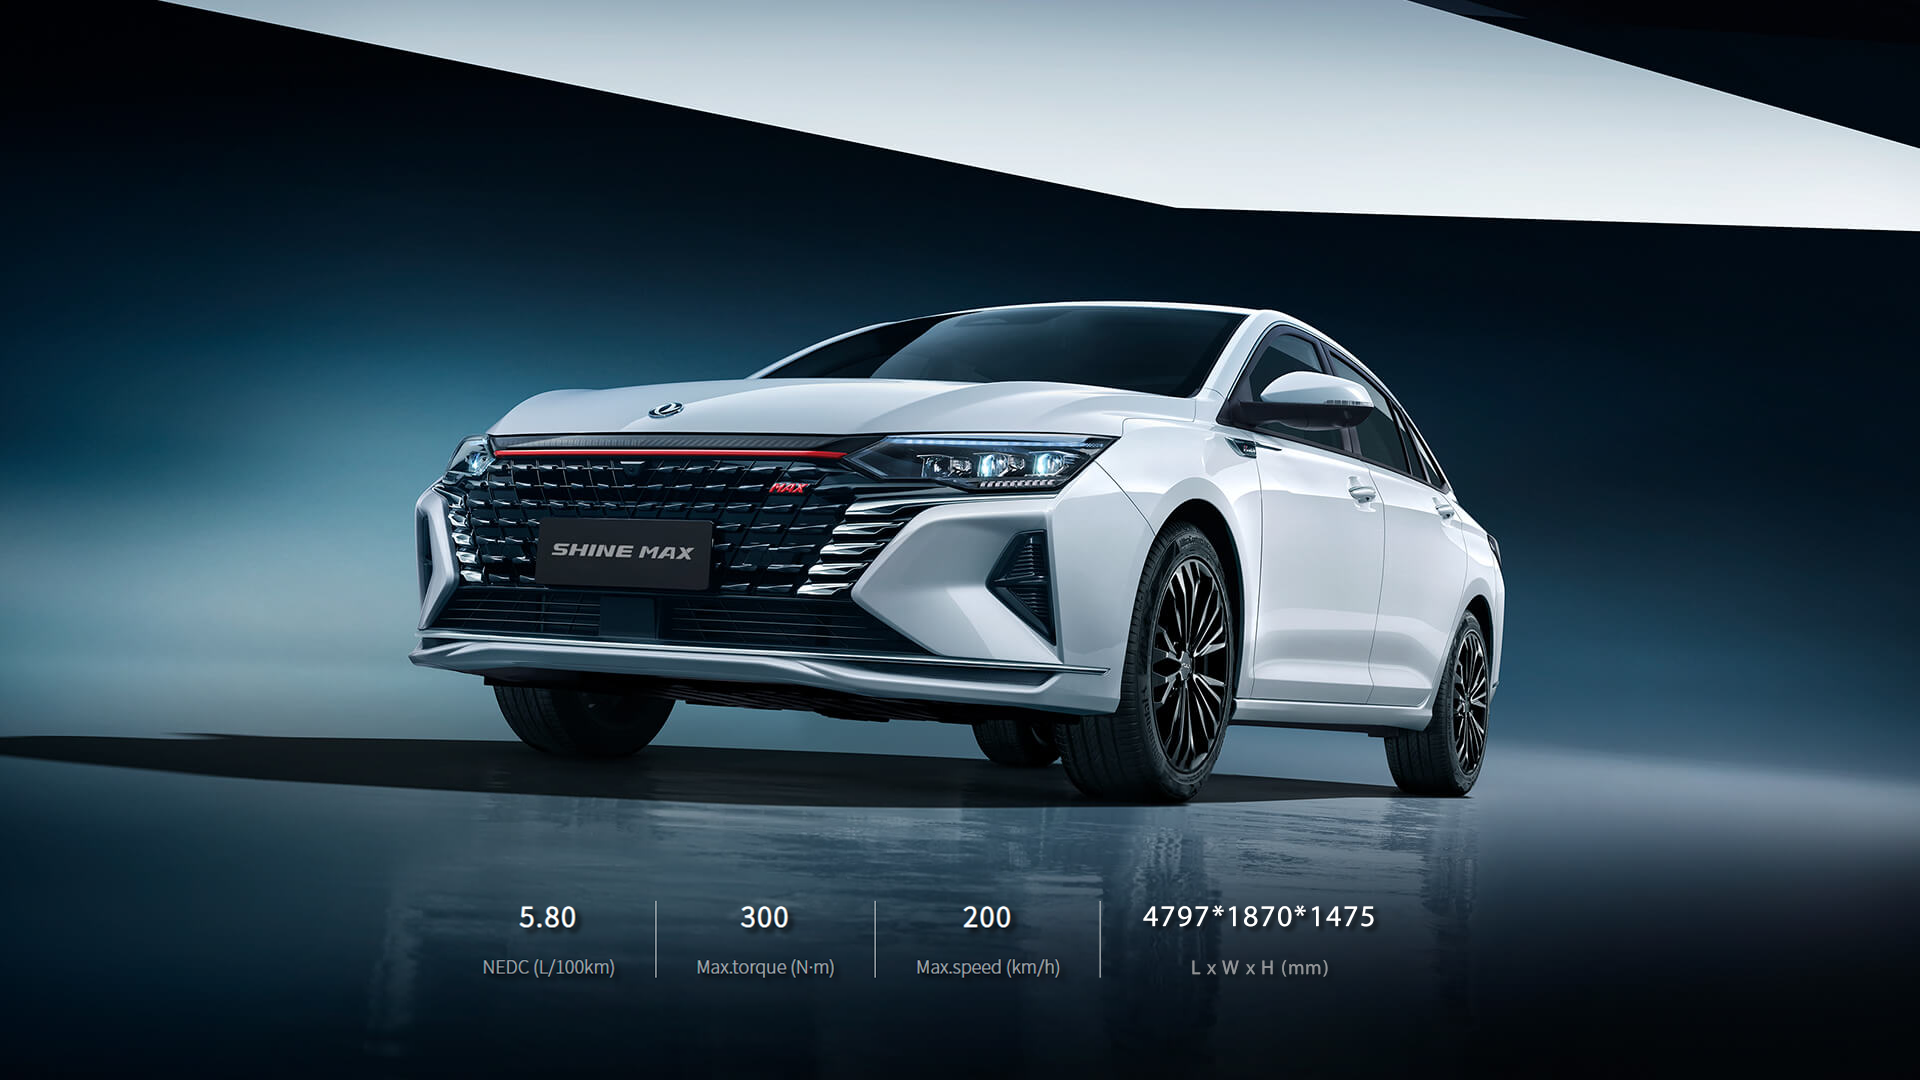 MAX
SHINE MAX
5.80
300
200
4797*1870*1475
NEDC (L/100km)
Max.torque (N·m)
Max.speed (km/h)
L x W x H (mm)